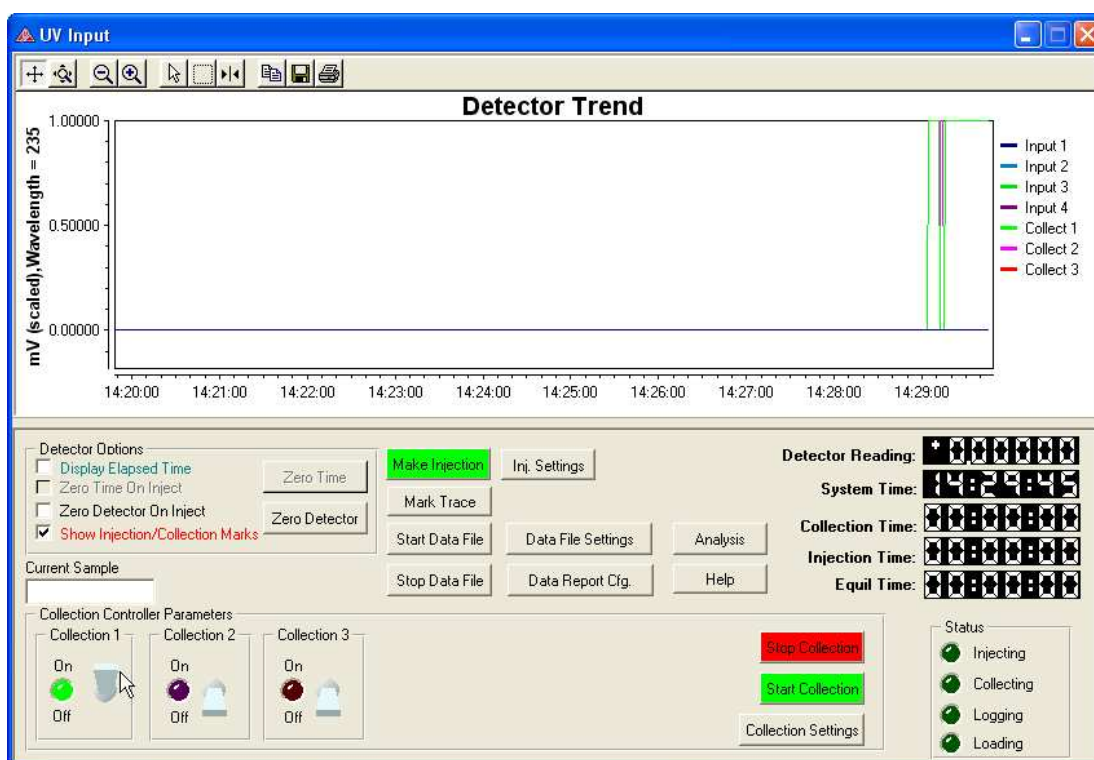 UV Input
Detector Trend
mV (scaled),Wavelength = 235
1.00000
0.50000
0.00000
14:20:00 14:21:00 14:22:00 14:23:00 14:24:00 14:25:00 14:26:00 14:27:00 14:28:00 14:29:00
Input 1
Input 2
Input 3
Input 4
Collect 1
Collect 2
Collect 3
Detector Options
Display Elapsed Time
Zero Time On Inject
Zero Detector On Inject
Show Injection/Collection Marks
Zero Time
Zero Detector
Make Injection
Inj. Settings
Mark Trace
Start Data File
Data File Settings
Analysis
Stop Data File
Data Report Cfg.
Help
Detector Reading:
System Time:
Collection Time:
Injection Time:
Equil Time:
Current Sample
Collection Controller Parameters
Collection 1
On
Off
Collection 2
On
Off
Collection 3
On
Off
Stop Collection
Start Collection
Collection Settings
Status
Injecting
Collecting
Logging
Loading